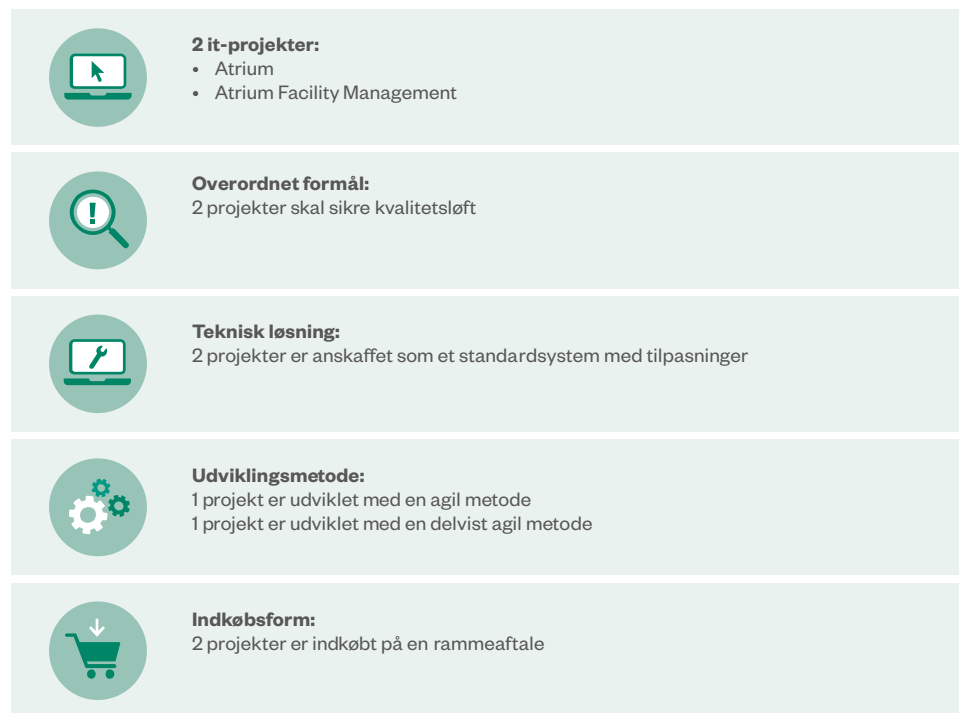 2 it-projekter:
• Atrium
• Atrium Facility Management
Overordnet formål:
2 projekter skal sikre kvalitetsløft
Teknisk løsning:
2 projekter er anskaffet som et standardsystem med tilpasninger
Udviklingsmetode:
1 projekt er udviklet med en agil metode
1 projekt er udviklet med en delvist agil metode
Indkøbsform:
2 projekter er indkøbt på en rammeaftale